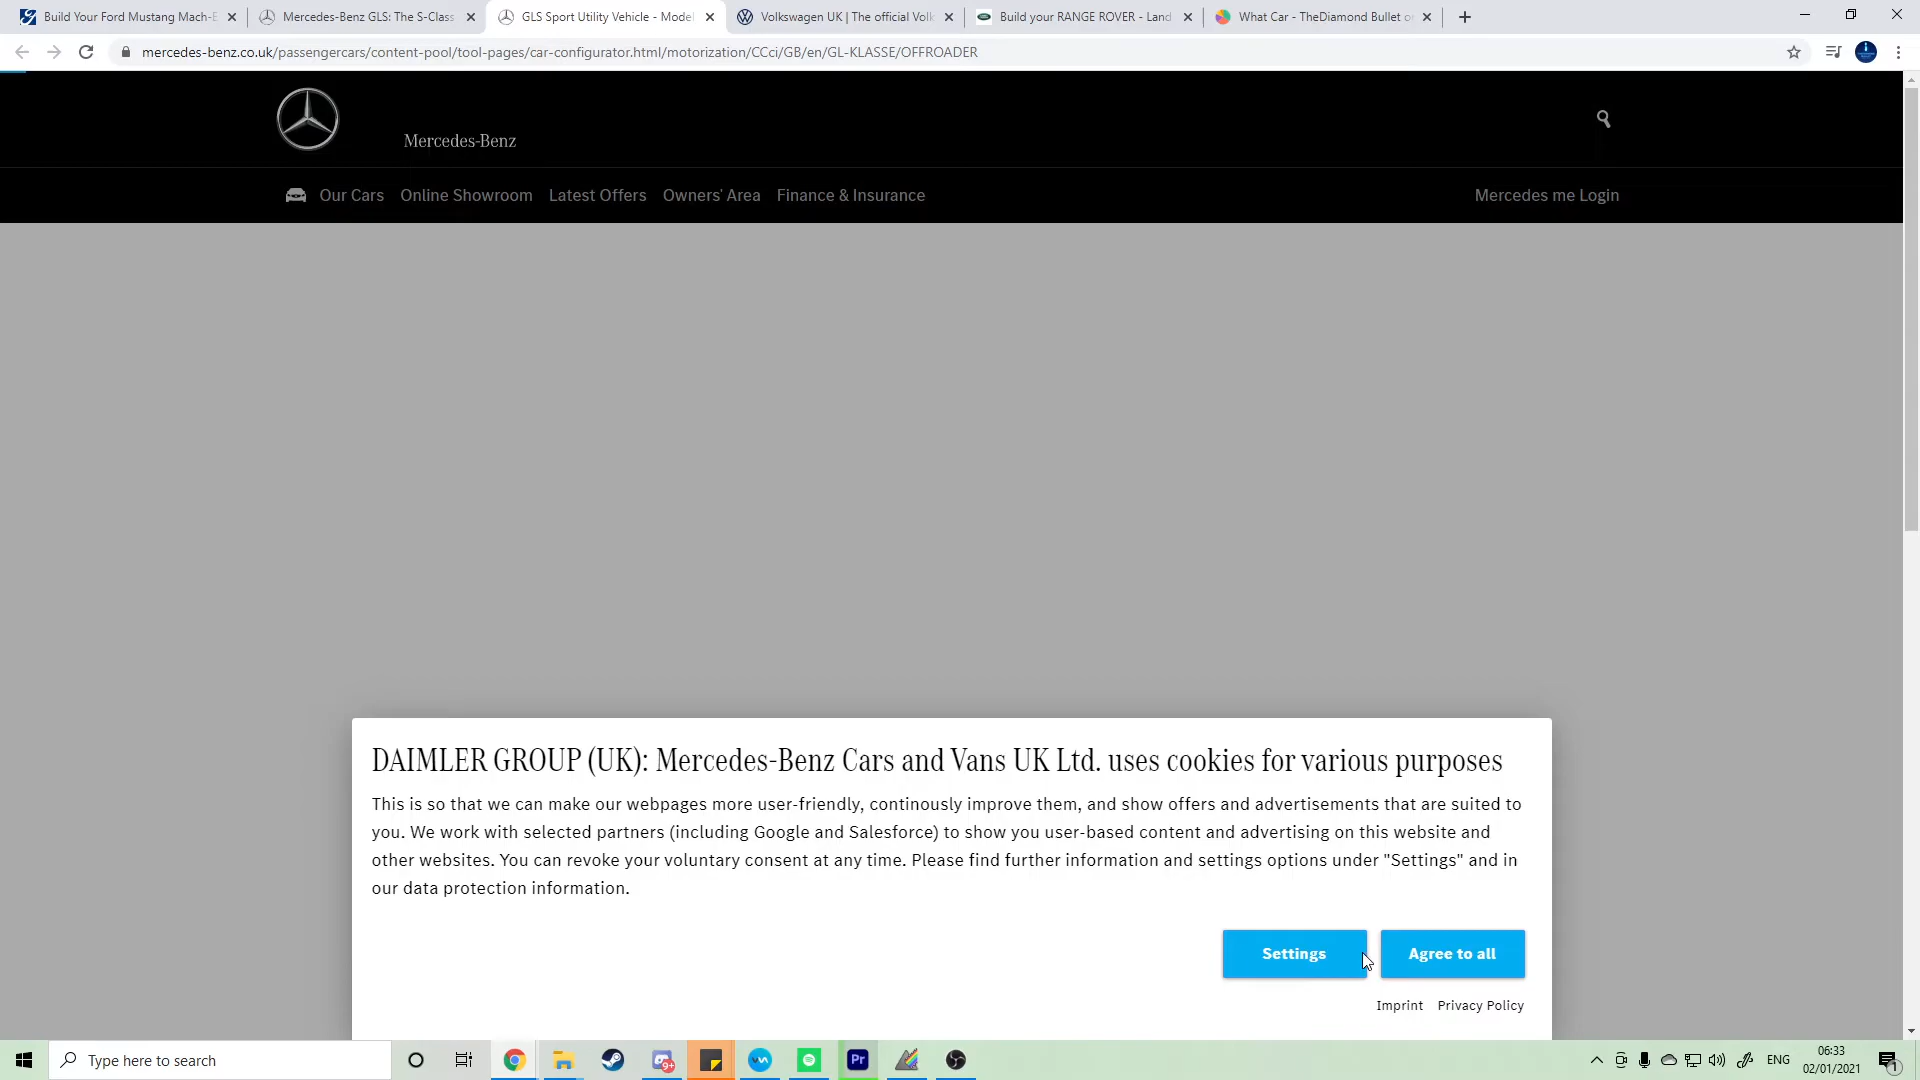 Build Your Ford Mustang Mach-E
Mercedes-Benz GLS: The S-Class
GLS Sport Utility Vehicle - Model
Volkswagen UK | The official Volk
Build your RANGE ROVER - Land
What Car - TheDiamond Bullet o
mercedes-benz.co.uk/passengercars/content-pool/tool-pages/car-configurator.html/motorization/CCci/GB/en/GL-KLASSE/OFFROADER
Mercedes-Benz
Our Cars Online Showroom Latest Offers Owners' Area Finance & Insurance Mercedes me Login
DAIMLER GROUP (UK): Mercedes-Benz Cars and Vans UK Ltd. uses cookies for various purposes
This is so that we can make our webpages more user-friendly, continously improve them, and show offers and advertisements that are suited to
you. We work with selected partners (including Google and Salesforce) to show you user-based content and advertising on this website and
other websites. You can revoke your voluntary consent at any time. Please find further information and settings options under "Settings" and in
our data protection information.
Settings Agree to all
Imprint Privacy Policy
Type here to search
9+
Pr
ENG
06:33
02/01/2021
1